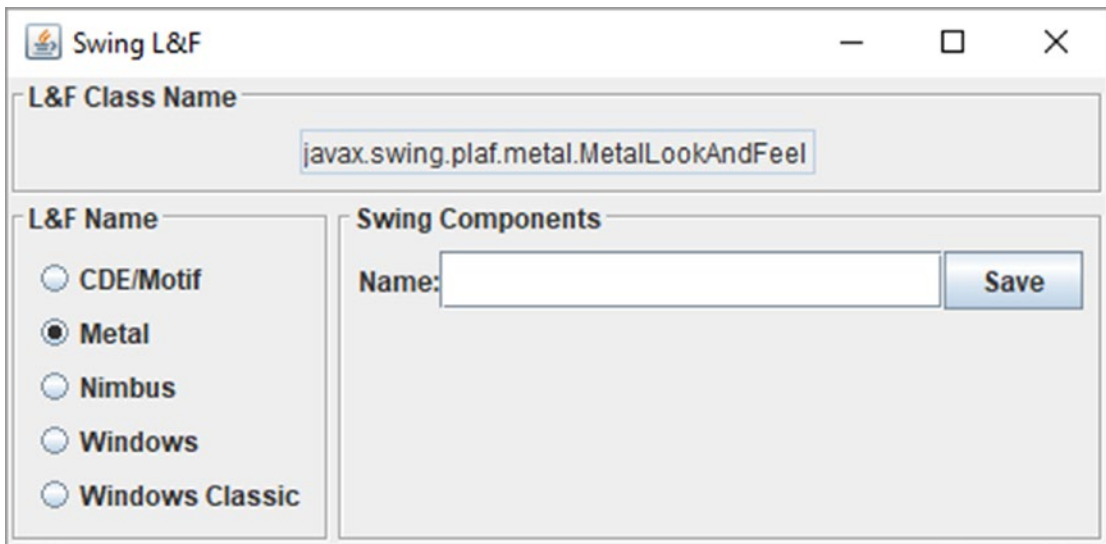 Swing L&F
L&F Class Name
javax.swing.plaf.metal.MetalLookAndFeel
L&F Name
CDE/Motif
Metal
Nimbus
Windows
Windows Classic
Swing Components
Name:
Save